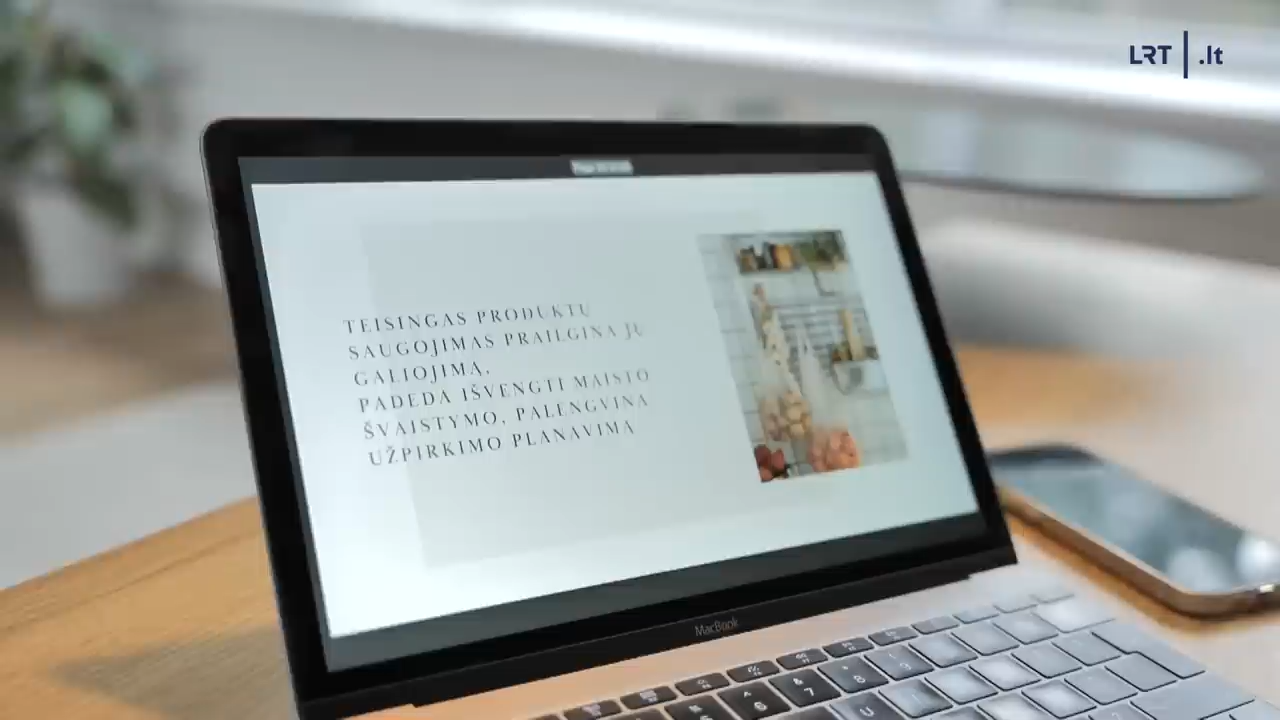 LRT .lt
TEISINGAS PRODUKTŲ
SAUGOJIMAS PRAILGINA JŲ
GALIOJIMĄ,
PADEDA IŠVENGTI MAISTO
ŠVAISTYMO, PALENGVINA
UŽPIRKIMO PLANAVIMĄ
MacBook